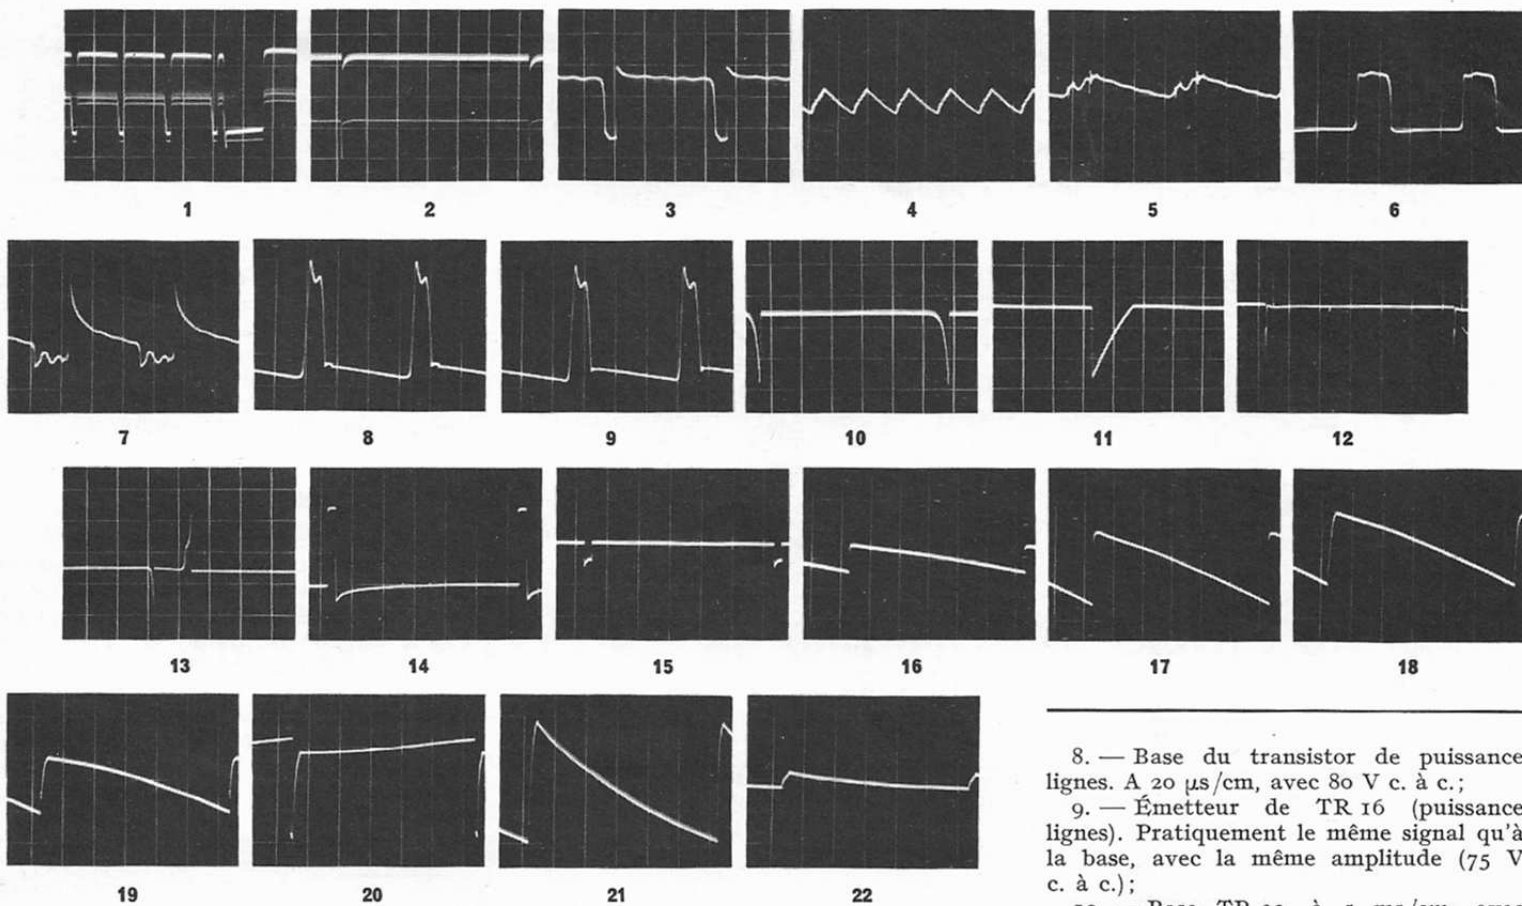 1 2 3 4 5 6
7 8 9 10 11 12
13 14 15 16 17 18
19 20 21 22
8. — Base du transistor de puissance
lignes. A 20 µs/cm, avec 80 V c. à c.;
9. — Émetteur de TR 16 (puissance
lignes). Pratiquement le même signal qu'à
la base, avec la même amplitude (75 V
c. à c.);